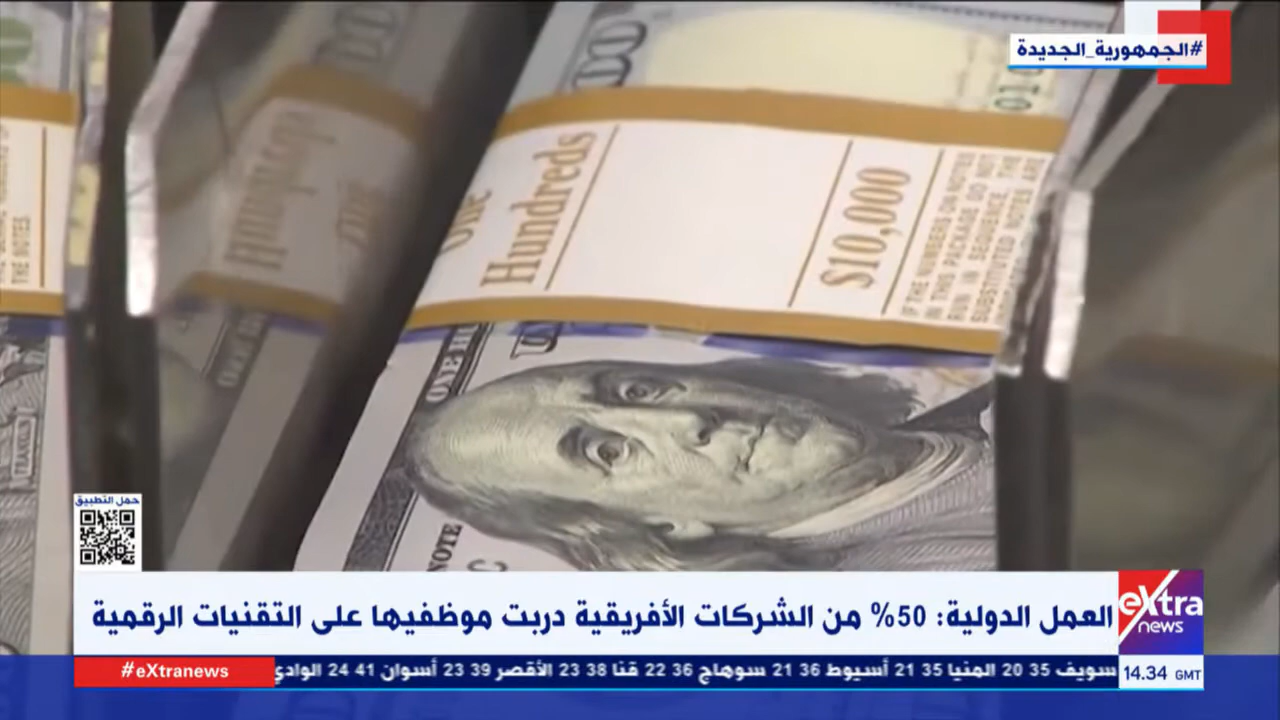 #الجمهورية_الجديدة
One
Hundreds
$10,000
IF THE NUMBERS ON NOTES
IN THIS PACKAGE DO NOT
RUN IN SEQUENCE, THE
SUBSTITUTED NOTES ARE
THE NOTES
NOTE
حمل التطبيق
العمل الدولية: 50% من الشركات الأفريقية دربت موظفيها على التقنيات الرقمية
eXtra
news
سويف 35 20 المنيا 35 21 أسيوط 36 21 سوهاج 36 22 قنا 38 23 الأقصر 39 23 أسوان 41 24 الوادي
#eXtranews
14.34 GMT